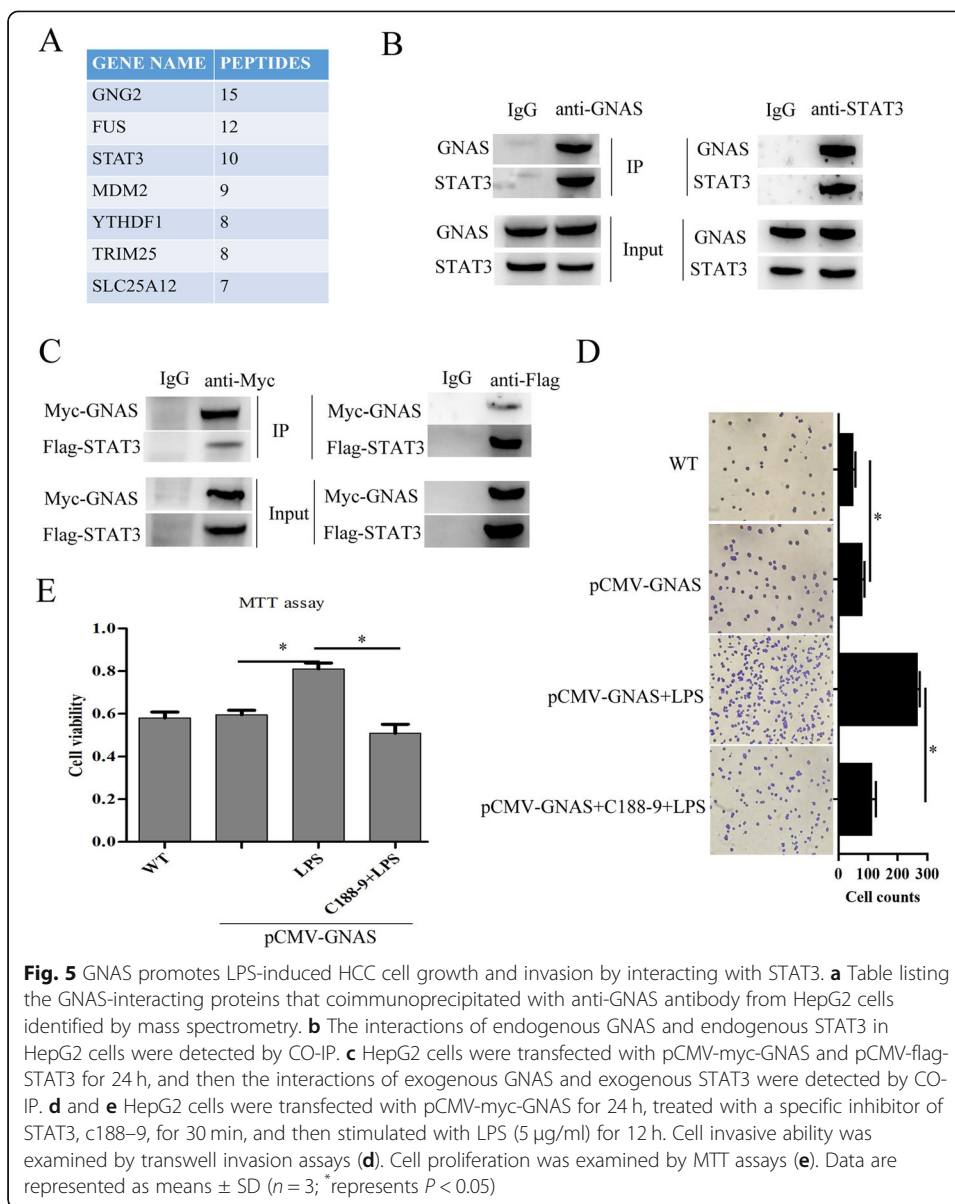 A
GENE NAME PEPTIDES
GNG2 15
FUS 12
STAT3 10
MDM2 9
YTHDF1 8
TRIM25 8
SLC25A12 7
B
IgG anti-GNAS
GNAS
STAT3
IP
GNAS
STAT3
Input
IgG anti-STAT3
GNAS
STAT3
GNAS
STAT3
C
IgG anti-Myc
Myc-GNAS
Flag-STAT3
IP
Myc-GNAS
Flag-STAT3
Input
IgG anti-Flag
Myc-GNAS
Flag-STAT3
Myc-GNAS
Flag-STAT3
D
WT
pCMV-GNAS
pCMV-GNAS+LPS
pCMV-GNAS+C188-9+LPS
*
*
0 100 200 300
Cell counts
E
MTT assay
Cell viability
1.0
0.8
0.6
0.4
0.2
0.0
*
*
WT
LPS
C188-9+LPS
pCMV-GNAS
Fig. 5 GNAS promotes LPS-induced HCC cell growth and invasion by interacting with STAT3. a Table listing
the GNAS-interacting proteins that coimmunoprecipitated with anti-GNAS antibody from HepG2 cells
identified by mass spectrometry. b The interactions of endogenous GNAS and endogenous STAT3 in
HepG2 cells were detected by CO-IP. c HepG2 cells were transfected with pCMV-myc-GNAS and pCMV-flag-
STAT3 for 24 h, and then the interactions of exogenous GNAS and exogenous STAT3 were detected by CO-
IP. d and e HepG2 cells were transfected with pCMV-myc-GNAS for 24 h, treated with a specific inhibitor of
STAT3, c188–9, for 30 min, and then stimulated with LPS (5 μg/ml) for 12 h. Cell invasive ability was
examined by transwell invasion assays (d). Cell proliferation was examined by MTT assays (e). Data are
represented as means ± SD (n = 3; *represents P < 0.05)